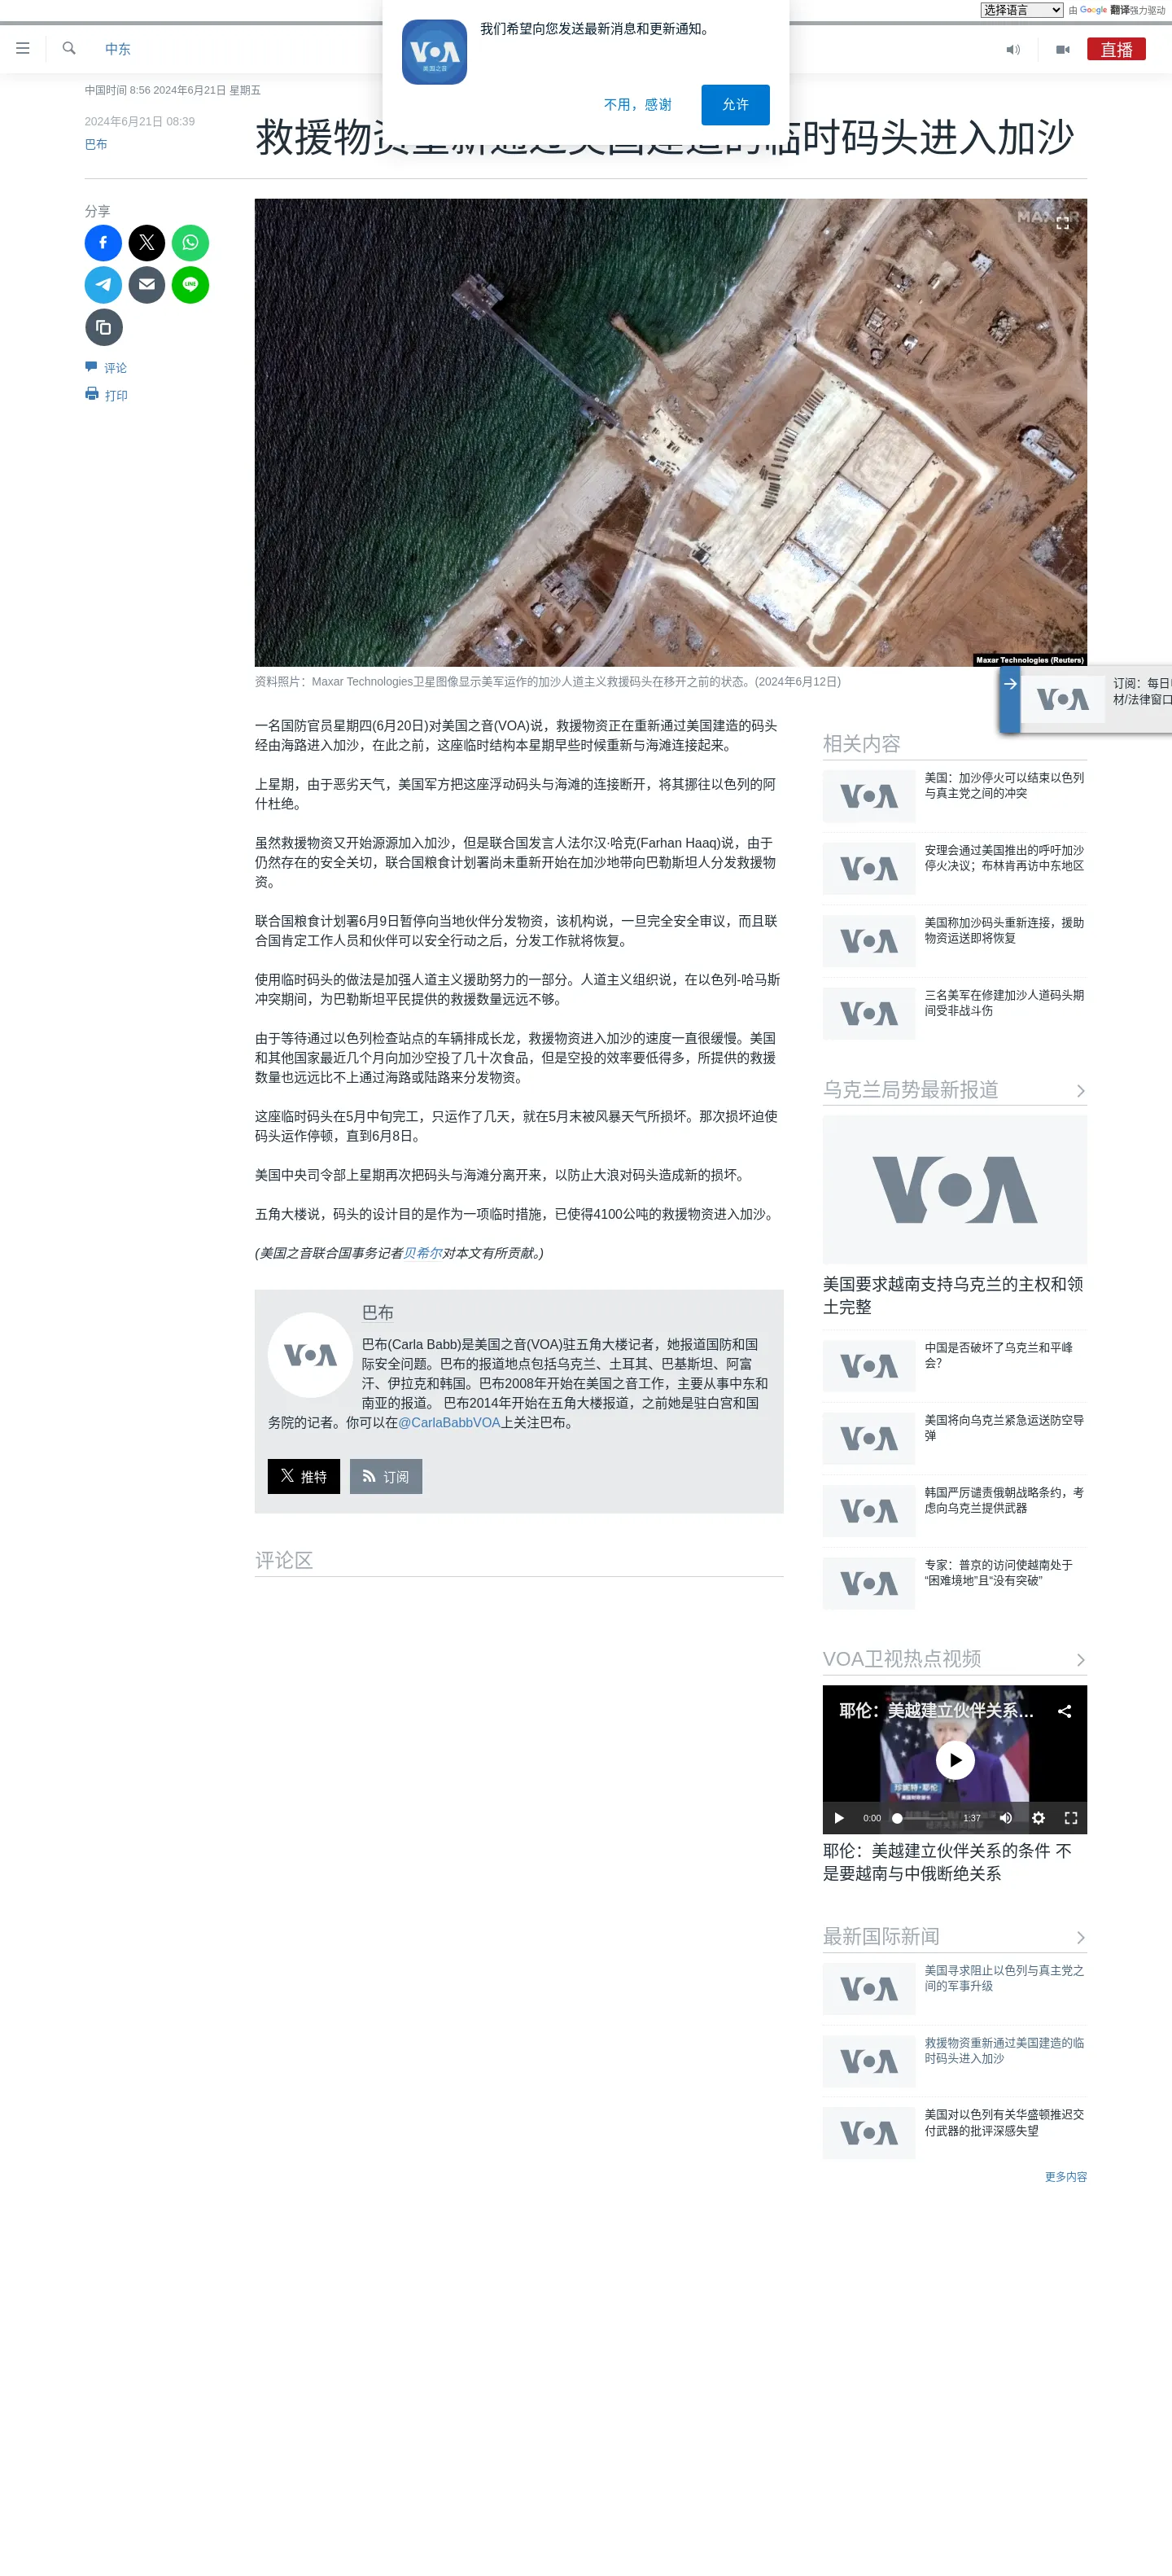 选择语言
由 Google 翻译强力驱动
中东
直播
VOA
美国之音
我们希望向您发送最新消息和更新通知。
不用，感谢
允许
中国时间 8:56 2024年6月21日 星期五
2024年6月21日 08:39
巴布
临时码头进入加沙
分享
LINE
评论
打印
Maxar Technologies (Reuters)
资料照片：Maxar Technologies卫星图像显示美军运作的加沙人道主义救援码头在移开之前的状态。(2024年6月12日)
VOA
订阅：每日
材/法律窗口
一名国防官员星期四(6月20日)对美国之音(VOA)说，救援物资正在重新通过美国建造的码头
经由海路进入加沙，在此之前，这座临时结构本星期早些时候重新与海滩连接起来。
上星期，由于恶劣天气，美国军方把这座浮动码头与海滩的连接断开，将其挪往以色列的阿
什杜绝。
虽然救援物资又开始源源加入加沙，但是联合国发言人法尔汉·哈克(Farhan Haaq)说，由于
仍然存在的安全关切，联合国粮食计划署尚未重新开始在加沙地带向巴勒斯坦人分发救援物
资。
联合国粮食计划署6月9日暂停向当地伙伴分发物资，该机构说，一旦完全安全审议，而且联
合国肯定工作人员和伙伴可以安全行动之后，分发工作就将恢复。
使用临时码头的做法是加强人道主义援助努力的一部分。人道主义组织说，在以色列-哈马斯
冲突期间，为巴勒斯坦平民提供的救援数量远远不够。
由于等待通过以色列检查站点的车辆排成长龙，救援物资进入加沙的速度一直很缓慢。美国
和其他国家最近几个月向加沙空投了几十次食品，但是空投的效率要低得多，所提供的救援
数量也远远比不上通过海路或陆路来分发物资。
这座临时码头在5月中旬完工，只运作了几天，就在5月末被风暴天气所损坏。那次损坏迫使
码头运作停顿，直到6月8日。
美国中央司令部上星期再次把码头与海滩分离开来，以防止大浪对码头造成新的损坏。
五角大楼说，码头的设计目的是作为一项临时措施，已使得4100公吨的救援物资进入加沙。
(美国之音联合国事务记者贝希尔对本文有所贡献。)
VOA
巴布
巴布(Carla Babb)是美国之音(VOA)驻五角大楼记者，她报道国防和国
际安全问题。巴布的报道地点包括乌克兰、土耳其、巴基斯坦、阿富
汗、伊拉克和韩国。巴布2008年开始在美国之音工作，主要从事中东和
南亚的报道。 巴布2014年开始在五角大楼报道，之前她是驻白宫和国
务院的记者。你可以在@CarlaBabbVOA上关注巴布。
推特
订阅
评论区
相关内容
VOA
美国：加沙停火可以结束以色列
与真主党之间的冲突
VOA
安理会通过美国推出的呼吁加沙
停火决议；布林肯再访中东地区
VOA
美国称加沙码头重新连接，援助
物资运送即将恢复
VOA
三名美军在修建加沙人道码头期
间受非战斗伤
乌克兰局势最新报道
VOA
美国要求越南支持乌克兰的主权和领
土完整
VOA
中国是否破坏了乌克兰和平峰
会？
VOA
美国将向乌克兰紧急运送防空导
弹
VOA
韩国严厉谴责俄朝战略条约，考
虑向乌克兰提供武器
VOA
专家：普京的访问使越南处于
“困难境地”且“没有突破”
VOA卫视热点视频
耶伦：美越建立伙伴关系...
珍妮特·耶伦
美国财政部长
0:00
1:37
耶伦：美越建立伙伴关系的条件 不
是要越南与中俄断绝关系
最新国际新闻
VOA
美国寻求阻止以色列与真主党之
间的军事升级
VOA
救援物资重新通过美国建造的临
时码头进入加沙
VOA
美国对以色列有关华盛顿推迟交
付武器的批评深感失望
更多内容